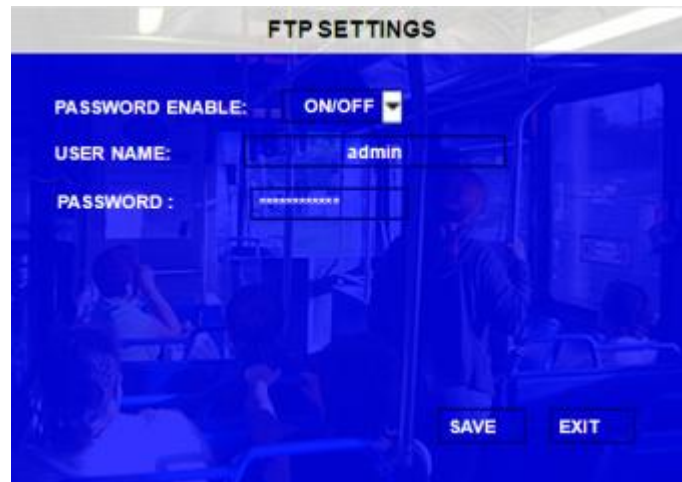 FTP SETTINGS
PASSWORD ENABLE: ON/OFF
USER NAME: admin
PASSWORD : ************
SAVE EXIT